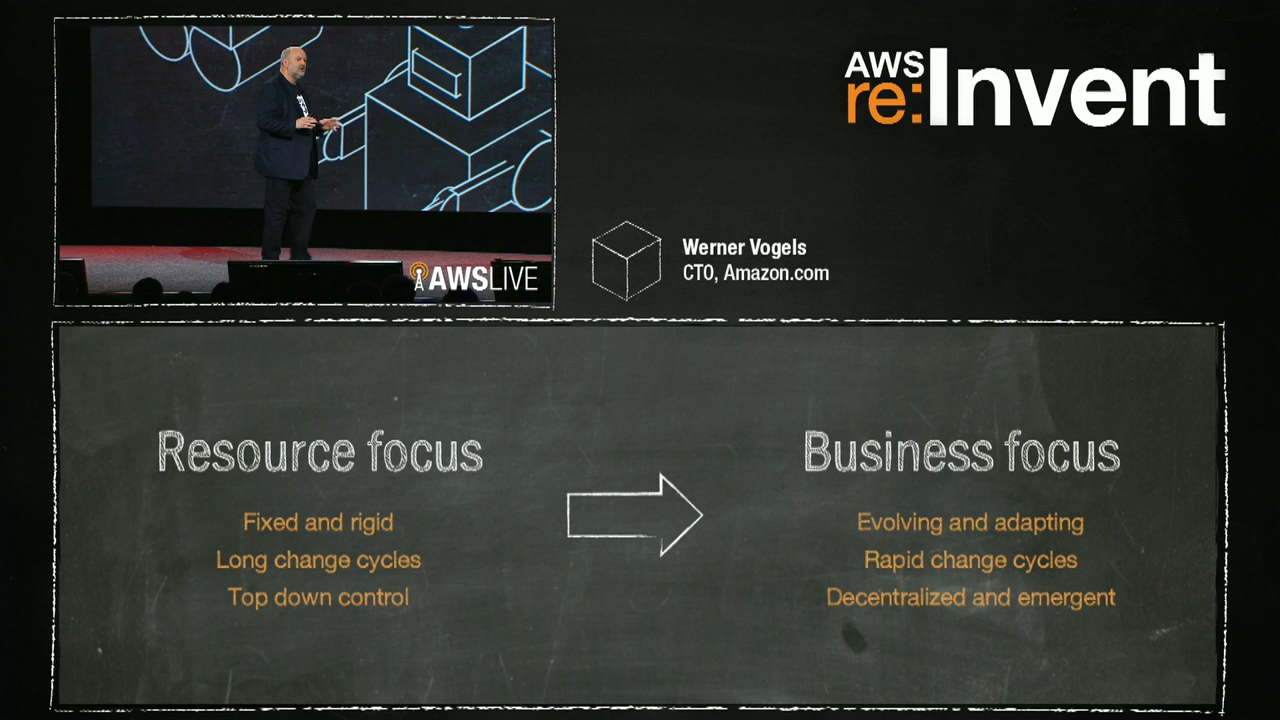 AWS
re:Invent
AWSLIVE
Werner Vogels
CTO, Amazon.com
Resource focus
Fixed and rigid
Long change cycles
Top down control
Business focus
Evolving and adapting
Rapid change cycles
Decentralized and emergent